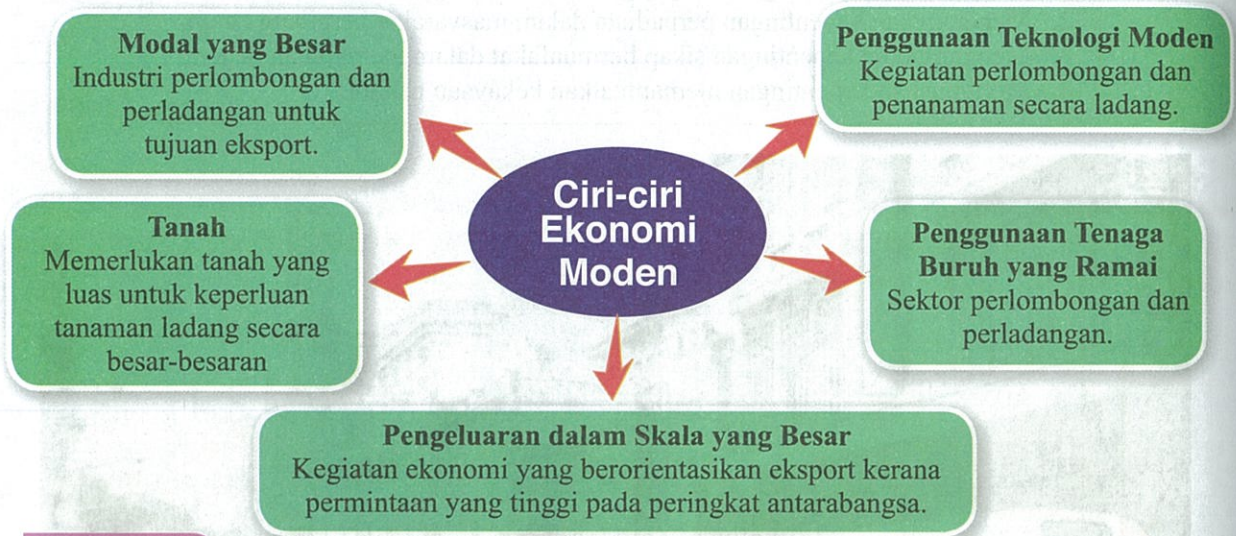 Modal yang Besar
Industri perlombongan dan
perladangan untuk
tujuan eksport.
Penggunaan Teknologi Moden
Kegiatan perlombongan dan
penanaman secara ladang.
Ciri-ciri
Ekonomi
Moden
Tanah
Memerlukan tanah yang
luas untuk keperluan
tanaman ladang secara
besar-besaran
Penggunaan Tenaga
Buruh yang Ramai
Sektor perlombongan dan
perladangan.
Pengeluaran dalam Skala yang Besar
Kegiatan ekonomi yang berorientasikan eksport kerana
permintaan yang tinggi pada peringkat antarabangsa.